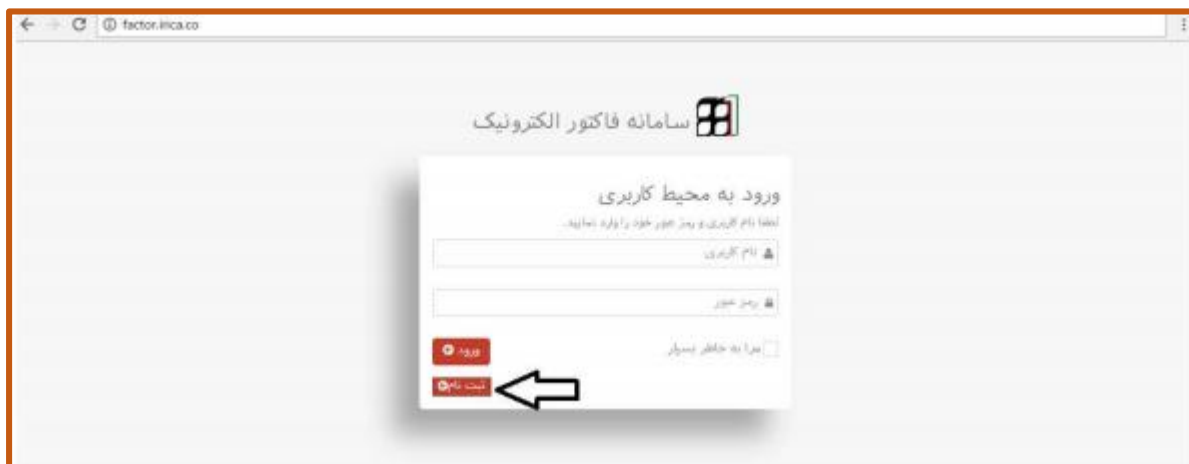 factor.irica.co
سامانه فاکتور الکترونیک
ورود به محیط کاربری
لطفا نام کاربری و رمز عبور خود را وارد نمایید.
نام کاربری
رمز عبور
مرا به خاطر بسپار
ورود
ثبت نام